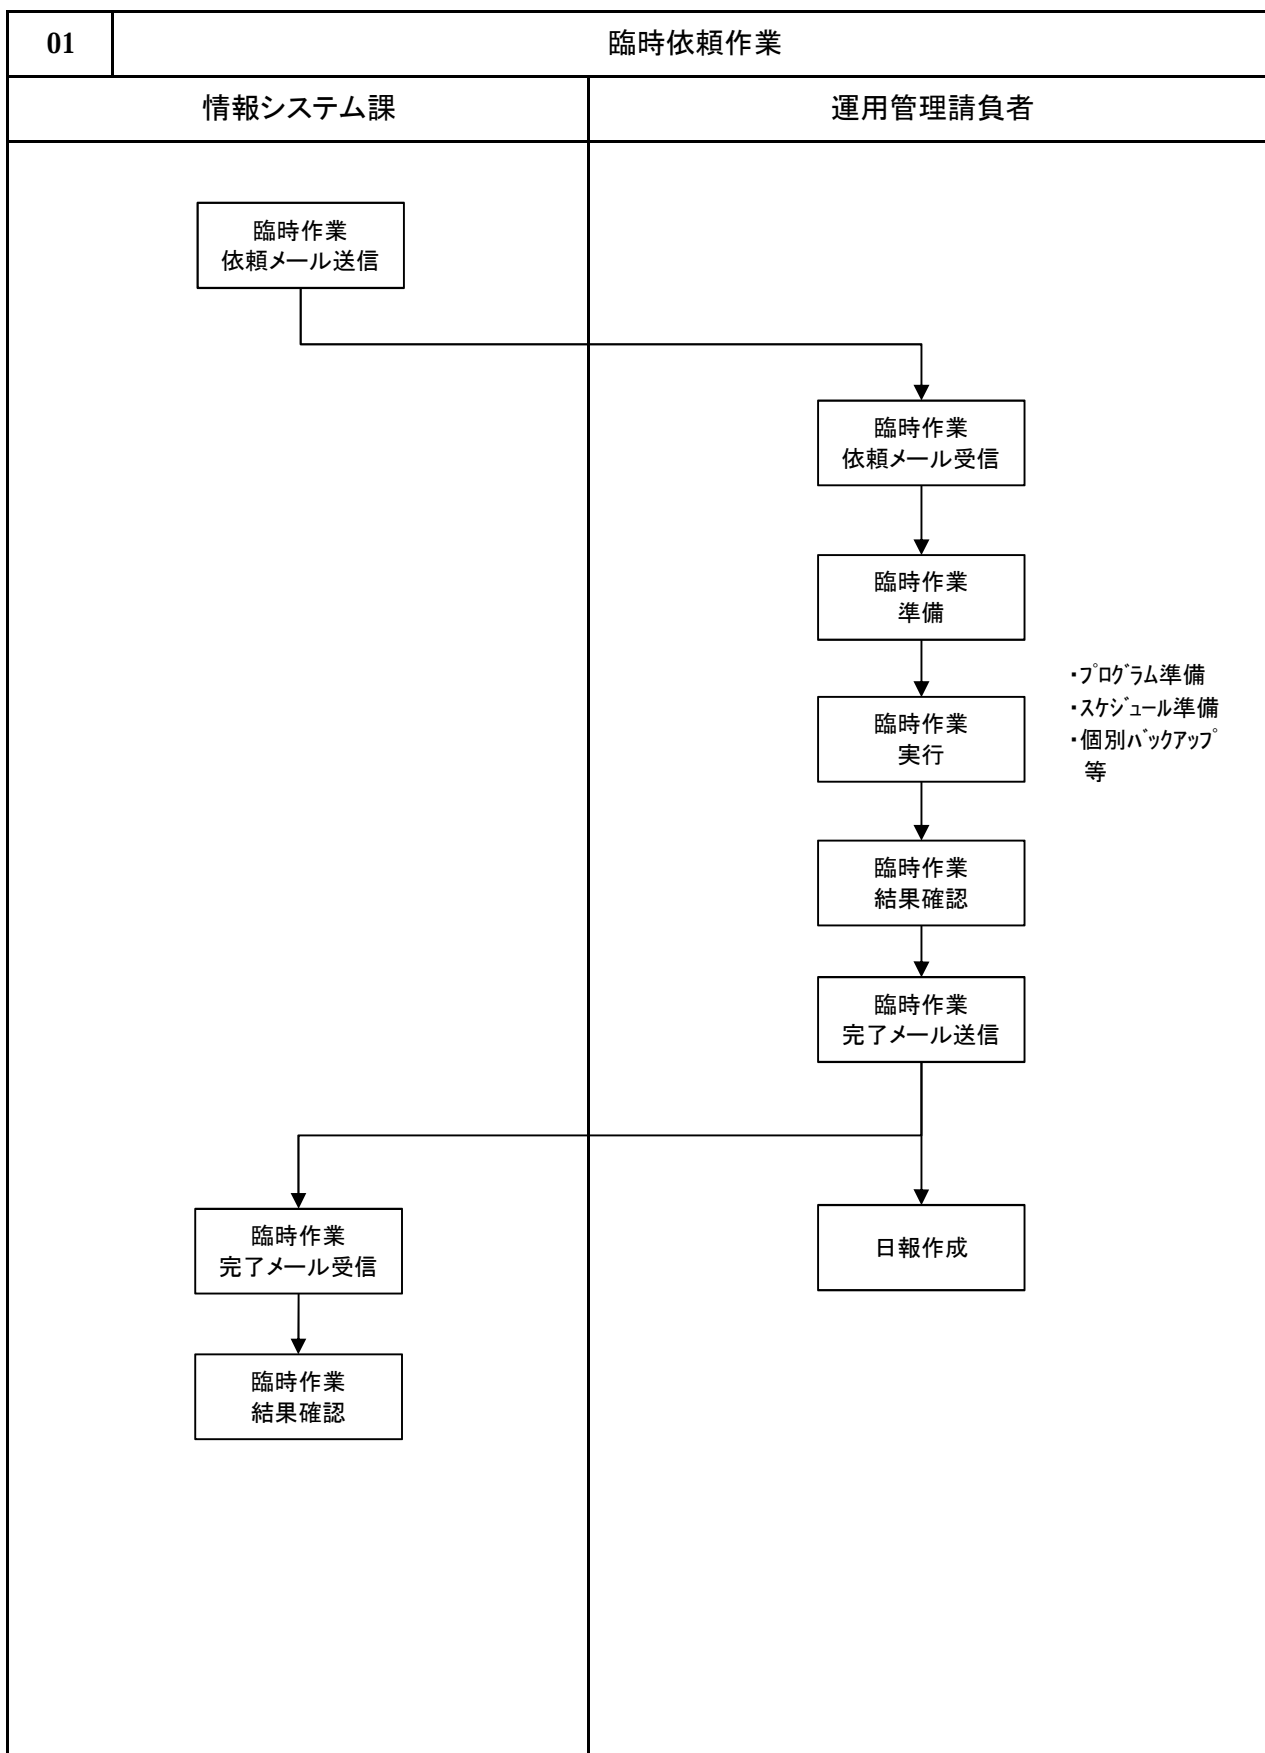 01
臨時依頼作業
情報システム課
運用管理請負者
臨時作業
依頼メール送信
臨時作業
依頼メール受信
臨時作業
準備
臨時作業
実行
・ﾌﾟﾛｸﾞﾗﾑ準備
・ｽｹｼﾞｭｰﾙ準備
・個別ﾊﾞｯｸｱｯﾌﾟ
等
臨時作業
結果確認
臨時作業
完了メール送信
臨時作業
完了メール受信
日報作成
臨時作業
結果確認